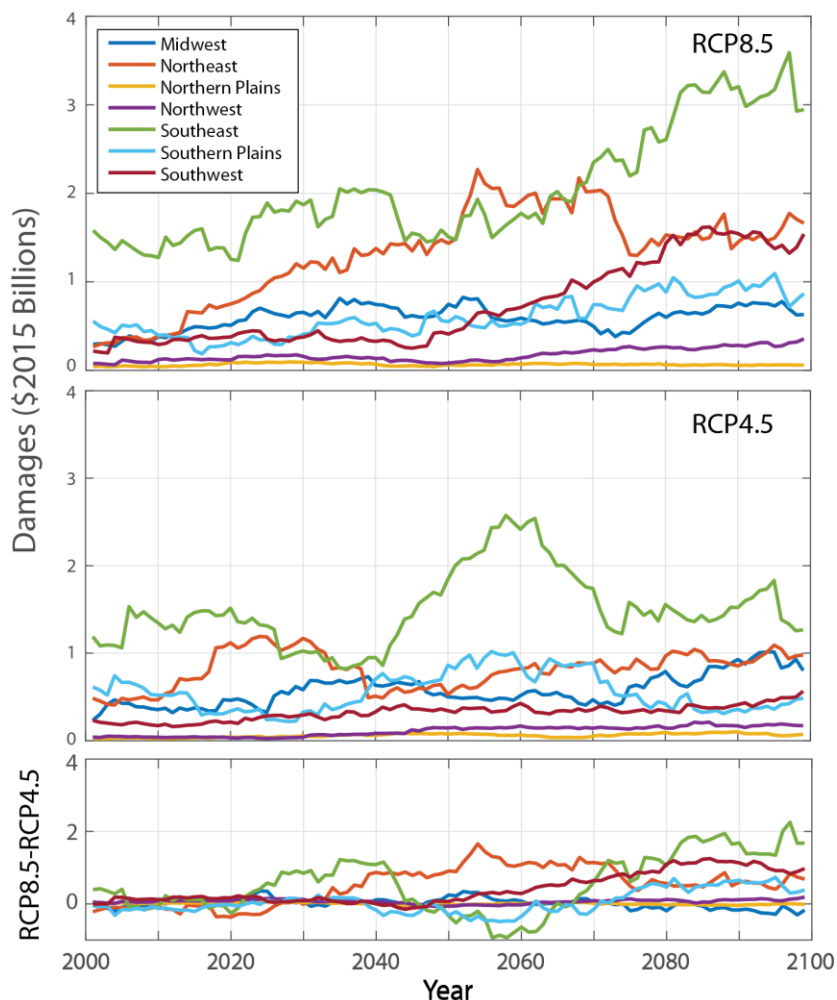 Damages ($2015 Billions)
4
RCP8.5
Midwest
Northeast
Northern Plains
Northwest
Southeast
Southern Plains
Southwest
3
2
1
0
4
RCP4.5
3
2
1
0
RCP8.5-RCP4.5
4
2
0
2000
2020
2040
2060
2080
2100
Year